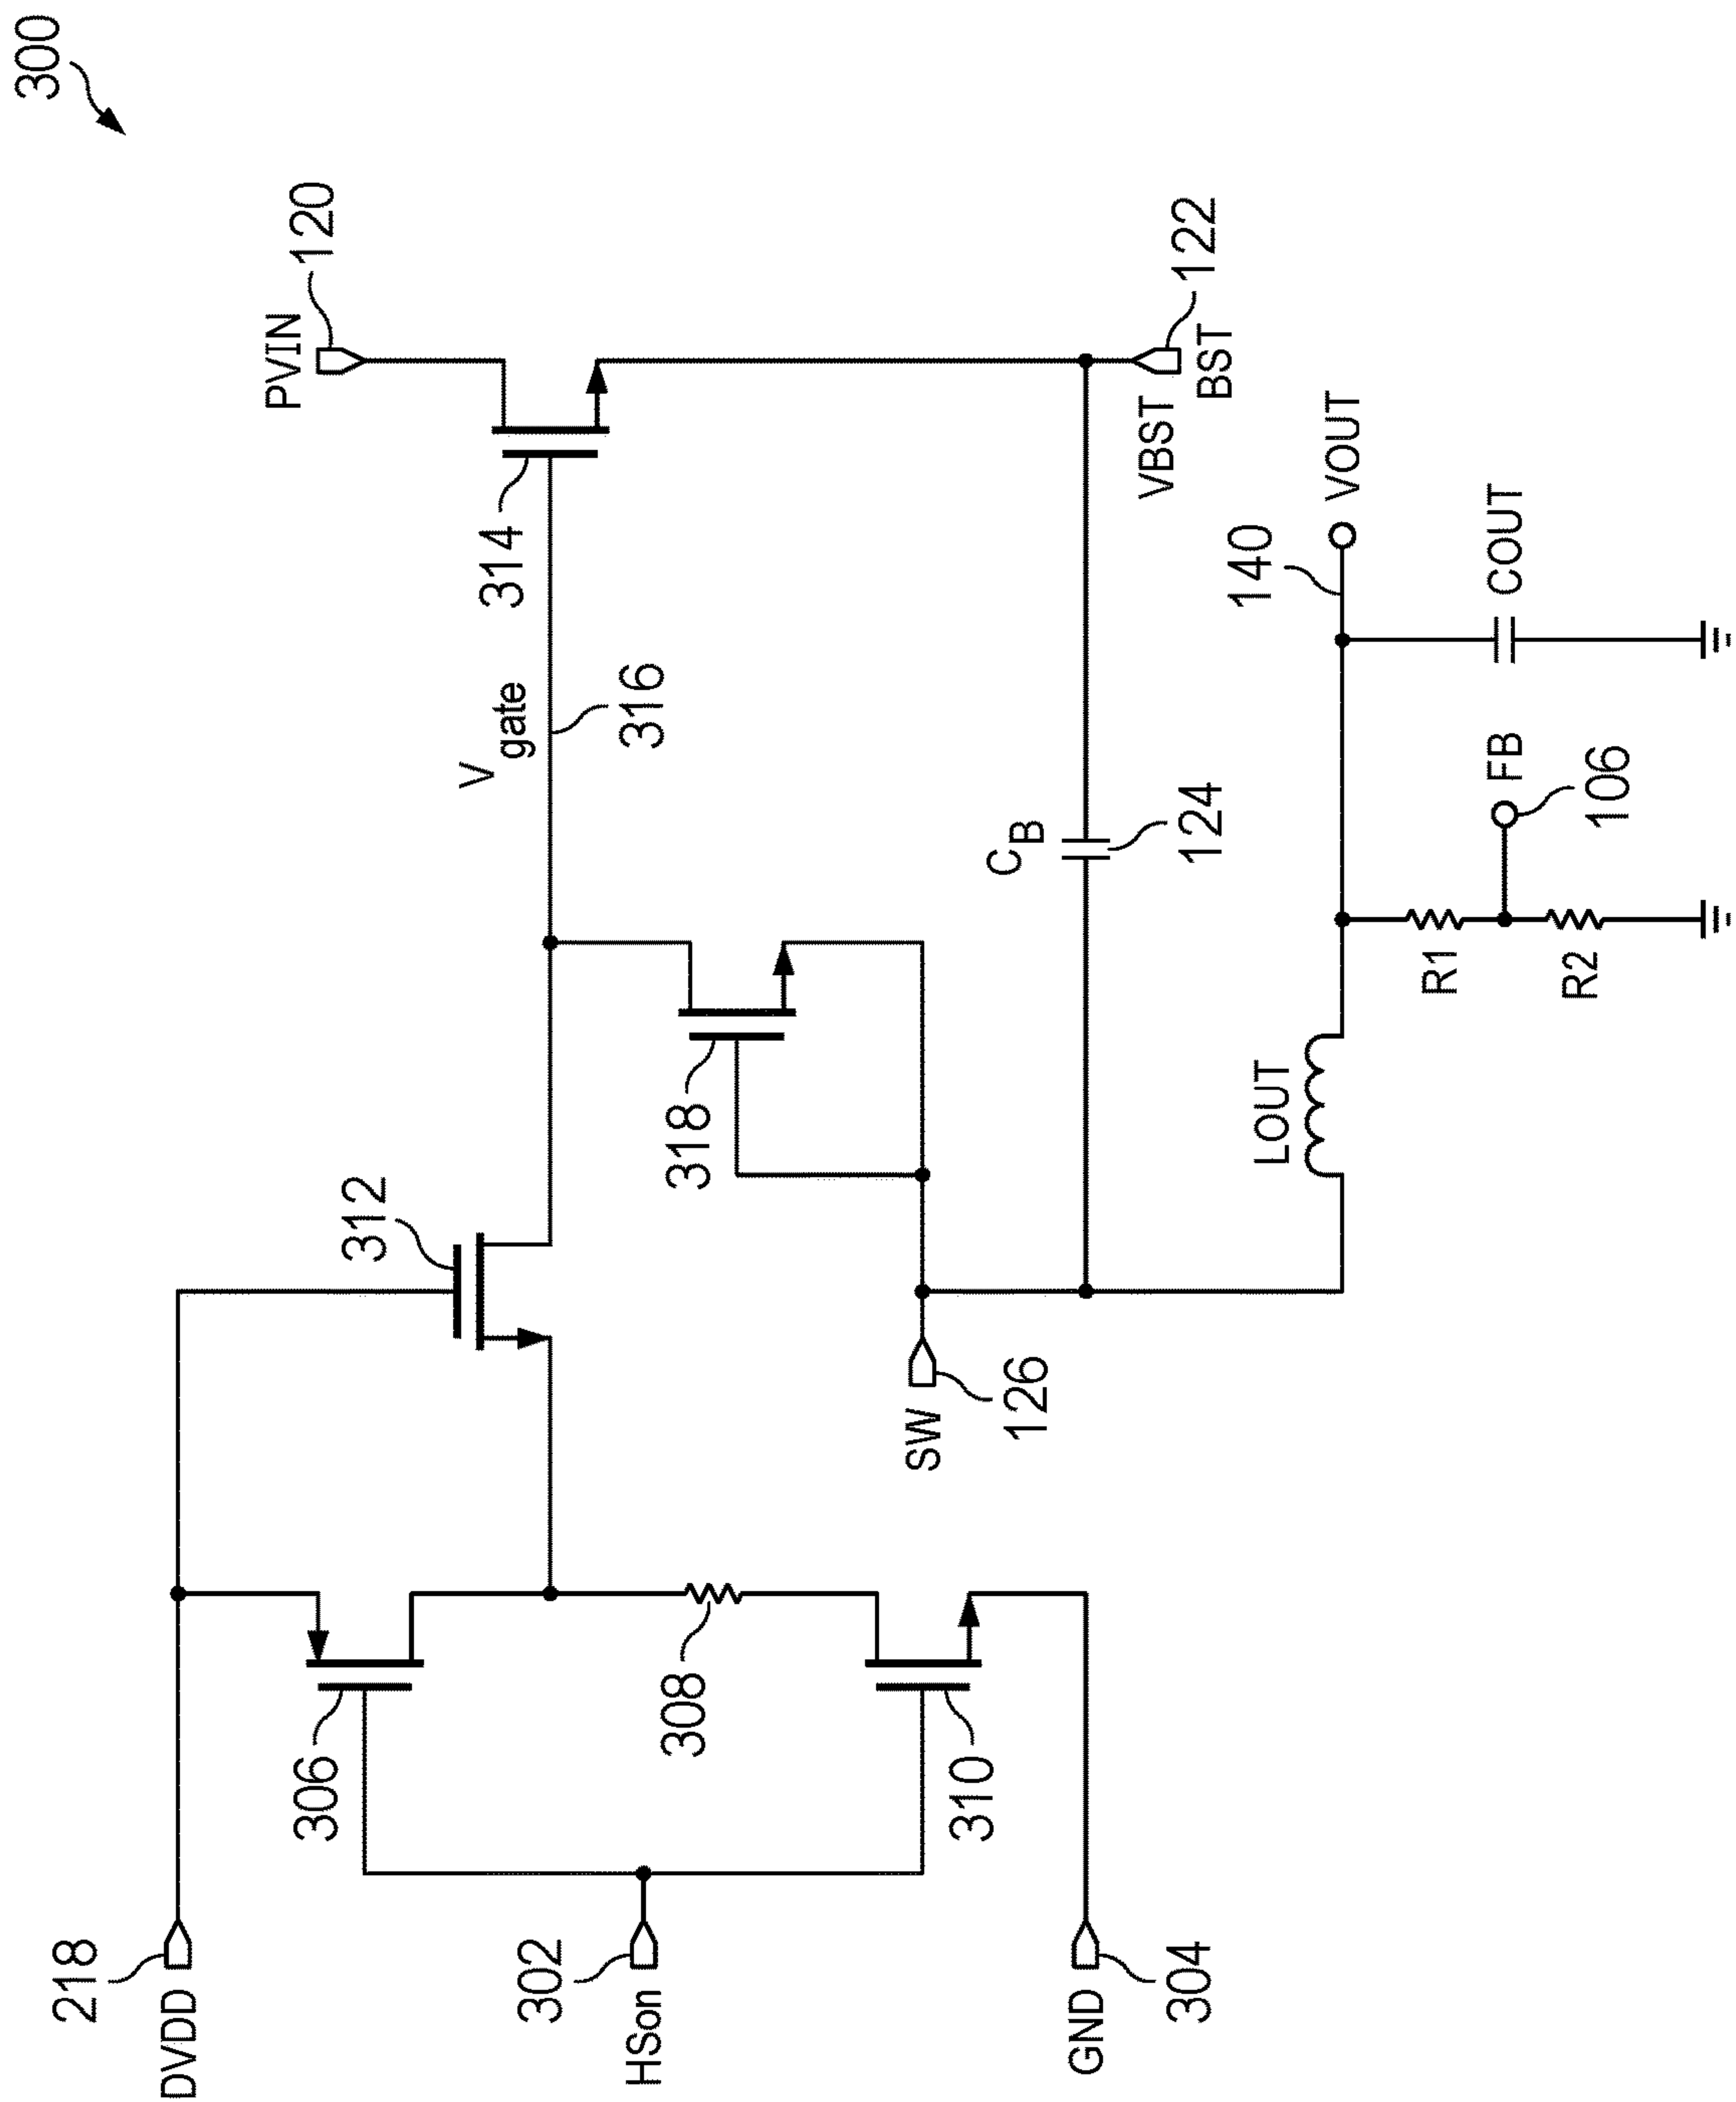 300
PVIN
120
314
V gate
316
312
318
VBST
BST
122
CB
124
140
VOUT
COUT
FB
106
R1
R2
LOUT
SW
126
218
DVDD
306
308
310
302
HSon
GND
304